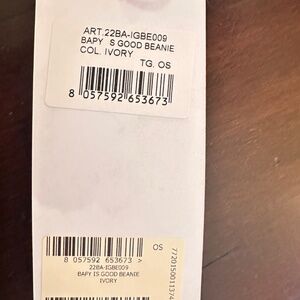 ART.22BA-IGBE009
BAPY S GOOD BEANIE
COL. IVORY
TG. OS
8 057592 653673
8 057592 653673 >
OS
22BA-IGBE009
BAPY IS GOOD BEANIE
IVORY